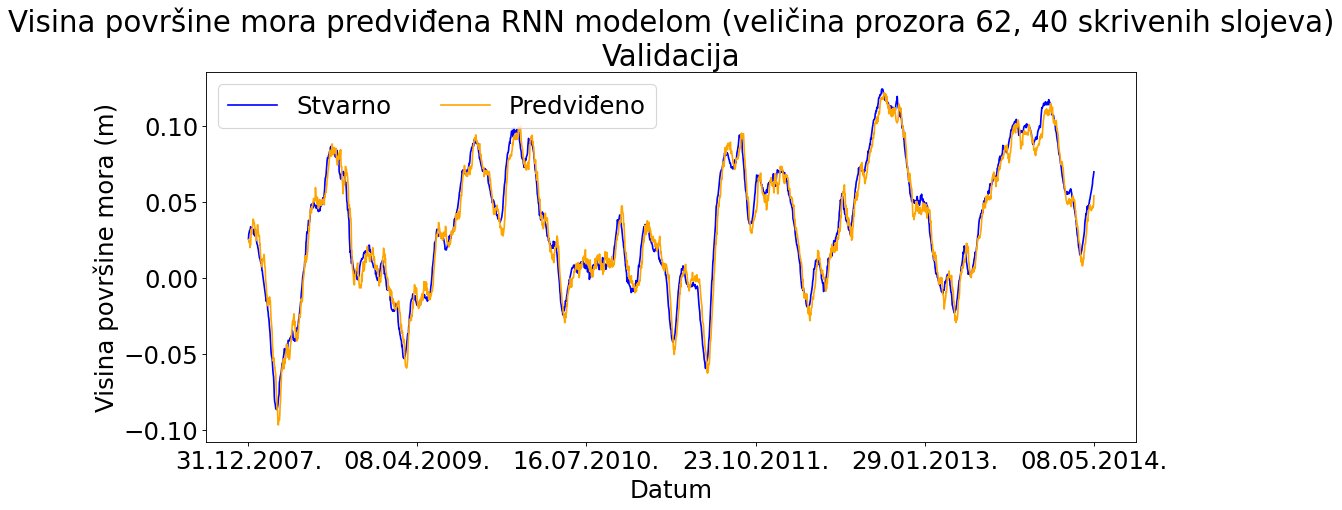 Visina površine mora predviđena RNN modelom (veličina prozora 62, 40 skrivenih slojeva)
Validacija
Stvarno Predviđeno
Visina površine mora (m)
0.10
0.05
0.00
−0.05
−0.10
31.12.2007. 08.04.2009. 16.07.2010. 23.10.2011. 29.01.2013. 08.05.2014.
Datum